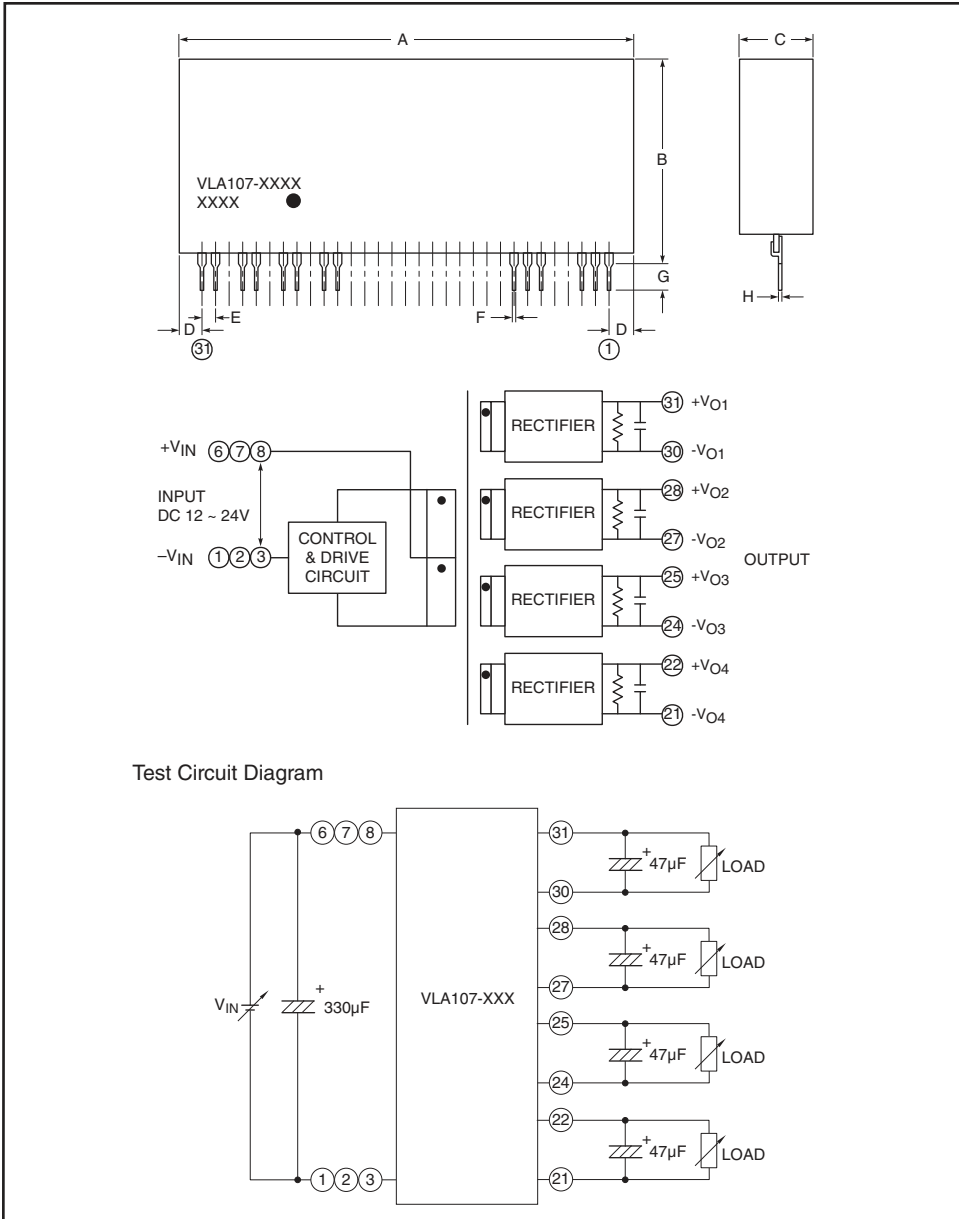 A
C
B
VLA107-XXXX
XXXX
G
H
D
E
F
D
31
1
RECTIFIER
31 +VO1
30 -VO1
+VIN 6 7 8
INPUT
DC 12 ~ 24V
–VIN 1 2 3
CONTROL
& DRIVE
CIRCUIT
RECTIFIER
28 +VO2
27 -VO2
OUTPUT
RECTIFIER
25 +VO3
24 -VO3
RECTIFIER
22 +VO4
21 -VO4
Test Circuit Diagram
6 7 8
31
+
47µF
LOAD
30
28
+
47µF
LOAD
27
VIN
+
330µF
VLA107-XXX
25
+
47µF
LOAD
24
22
+
47µF
LOAD
1 2 3
21